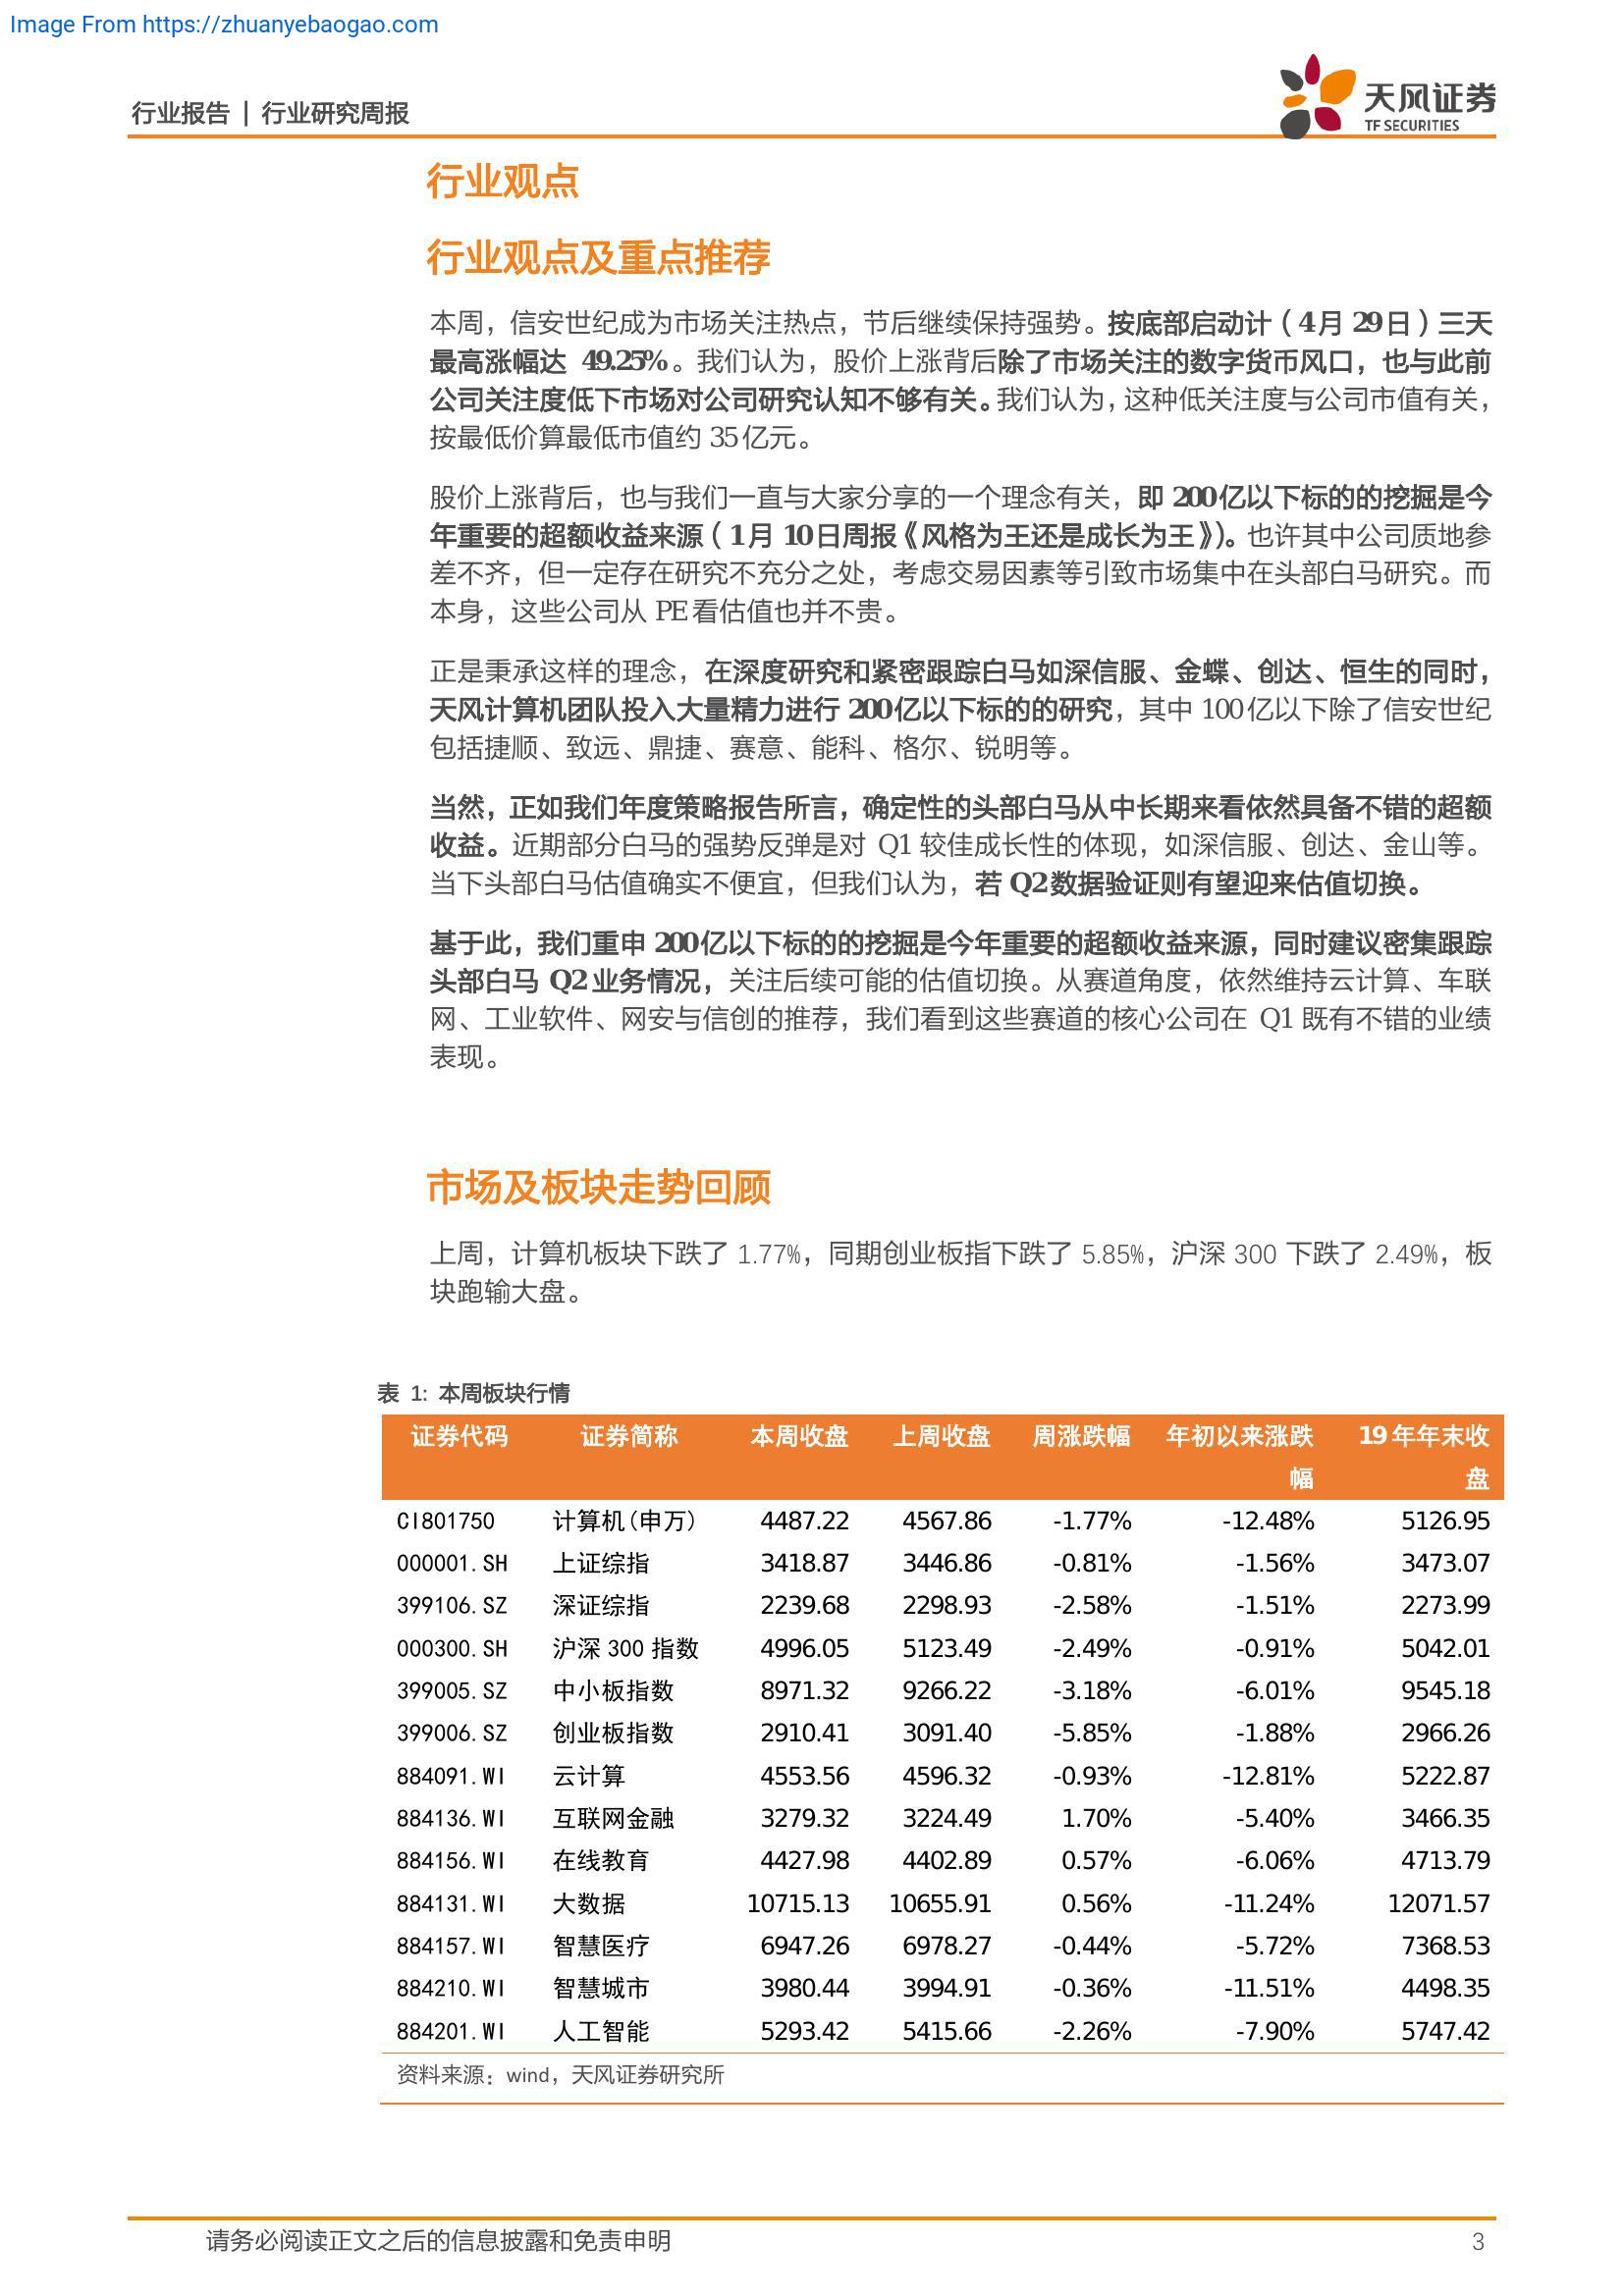 Image From https://zhuanyebaogao.com
行业报告 | 行业研究周报
天风证券
TF SECURITIES
行业观点
行业观点及重点推荐
本周，信安世纪成为市场关注热点，节后继续保持强势。按底部启动计（4月 29日）三天
最高涨幅达 49.25%。我们认为，股价上涨背后除了市场关注的数字货币风口，也与此前
公司关注度低下市场对公司研究认知不够有关。我们认为，这种低关注度与公司市值有关，
按最低价算最低市值约 35亿元。
股价上涨背后，也与我们一直与大家分享的一个理念有关，即 200亿以下标的的挖掘是今
年重要的超额收益来源（1月 10日周报《风格为王还是成长为王》）。也许其中公司质地参
差不齐，但一定存在研究不充分之处，考虑交易因素等引致市场集中在头部白马研究。而
本身，这些公司从 PE看估值也并不贵。
正是秉承这样的理念，在深度研究和紧密跟踪白马如深信服、金蝶、创达、恒生的同时，
天风计算机团队投入大量精力进行 200亿以下标的的研究，其中 100亿以下除了信安世纪
包括捷顺、致远、鼎捷、赛意、能科、格尔、锐明等。
当然，正如我们年度策略报告所言，确定性的头部白马从中长期来看依然具备不错的超额
收益。近期部分白马的强势反弹是对 Q1 较佳成长性的体现，如深信服、创达、金山等。
当下头部白马估值确实不便宜，但我们认为，若 Q2数据验证则有望迎来估值切换。
基于此，我们重申 200亿以下标的的挖掘是今年重要的超额收益来源，同时建议密集跟踪
头部白马 Q2业务情况，关注后续可能的估值切换。从赛道角度，依然维持云计算、车联
网、工业软件、网安与信创的推荐，我们看到这些赛道的核心公司在 Q1 既有不错的业绩
表现。
市场及板块走势回顾
上周，计算机板块下跌了 1.77%，同期创业板指下跌了 5.85%，沪深 300 下跌了 2.49%，板
块跑输大盘。
表 1: 本周板块行情
证券代码 证券简称 本周收盘 上周收盘 周涨跌幅 年初以来涨跌 19年年末收
幅 盘
CI801750 计算机(申万) 4487.22 4567.86 -1.77% -12.48% 5126.95
000001.SH 上证综指 3418.87 3446.86 -0.81% -1.56% 3473.07
399106.SZ 深证综指 2239.68 2298.93 -2.58% -1.51% 2273.99
000300.SH 沪深 300 指数 4996.05 5123.49 -2.49% -0.91% 5042.01
399005.SZ 中小板指数 8971.32 9266.22 -3.18% -6.01% 9545.18
399006.SZ 创业板指数 2910.41 3091.40 -5.85% -1.88% 2966.26
884091.WI 云计算 4553.56 4596.32 -0.93% -12.81% 5222.87
884136.WI 互联网金融 3279.32 3224.49 1.70% -5.40% 3466.35
884156.WI 在线教育 4427.98 4402.89 0.57% -6.06% 4713.79
884131.WI 大数据 10715.13 10655.91 0.56% -11.24% 12071.57
884157.WI 智慧医疗 6947.26 6978.27 -0.44% -5.72% 7368.53
884210.WI 智慧城市 3980.44 3994.91 -0.36% -11.51% 4498.35
884201.WI 人工智能 5293.42 5415.66 -2.26% -7.90% 5747.42
资料来源：wind，天风证券研究所
请务必阅读正文之后的信息披露和免责申明 3